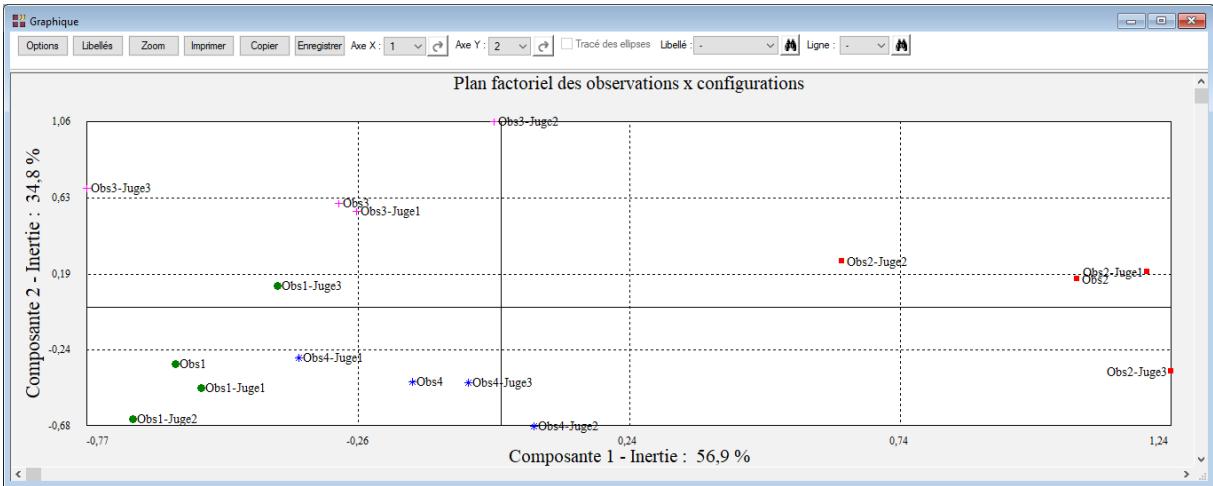 Graphique
Options Libellés Zoom Imprimer Copier Enregistrer Axe X : 1 Axe Y : 2 Tracé des ellipses Libellé : - Ligne : -
Plan factoriel des observations x configurations
1,06
Obs3-Juge2
Obs3-Juge3
0,63
Obs3
Obs3-Juge1
Obs2-Juge2
0,19
Obs2-Juge1
Obs2
Obs1-Juge3
-0,24
Obs4-Juge1
Obs1
Obs2-Juge3
Obs4
Obs4-Juge3
Obs1-Juge1
Obs1-Juge2
-0,68
Obs4-Juge2
-0,77 -0,26 0,24 0,74 1,24
Composante 1 - Inertie : 56,9 %
Composante 2 - Inertie : 34,8 %